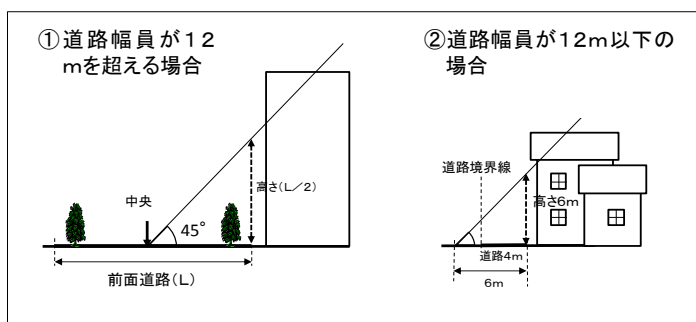 ①道路幅員が12
mを超える場合
中央
45°
高さ(L/2)
前面道路(L)
②道路幅員が12m以下の
場合
道路境界線
高さ6m
道路4m
6m